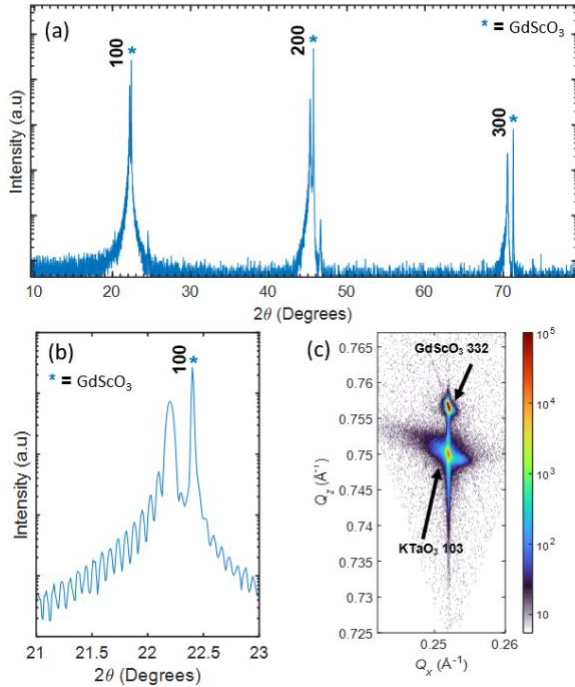 (a)
* = GdScO₃
100
*
200
*
300
*
Intensity (a.u)
10 20 30 40 50 60 70
2θ (Degrees)
(b)
* = GdScO₃
100
*
Intensity (a.u)
21 21.5 22 22.5 23
2θ (Degrees)
(c)
0.767
0.76
0.755
0.75
0.745
0.74
0.735
0.73
0.725
Q_z (Å⁻¹)
GdScO₃ 332
KTaO₃ 103
0.25 0.26
Q_x (Å⁻¹)
10⁵
10⁴
10³
10²
10